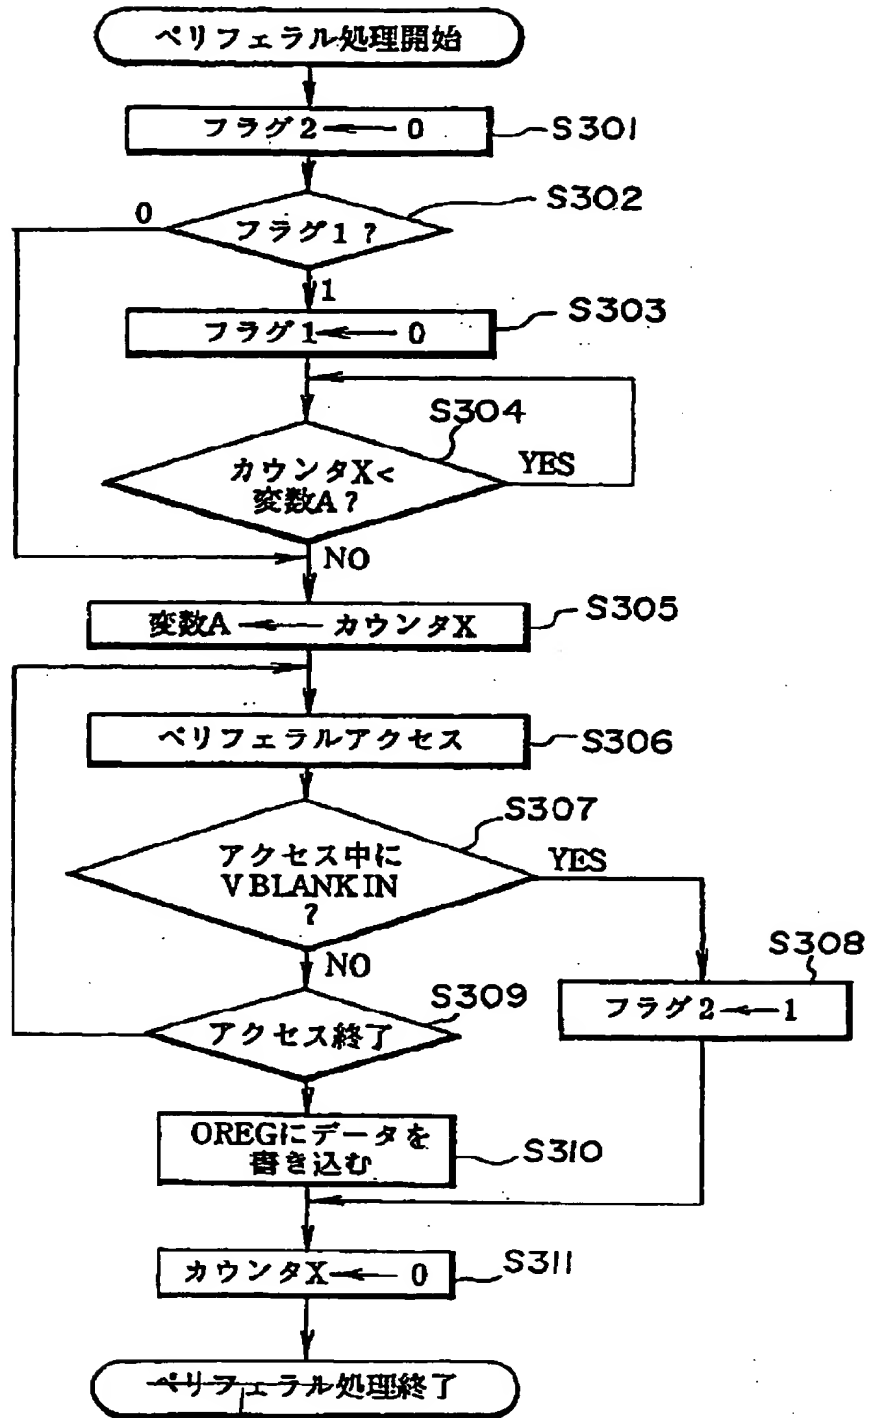 ペリフェラル処理開始
フラグ2 ← 0
S301
S302
0
フラグ1?
1
S303
フラグ1 ← 0
S304
カウンタX<
変数A?
YES
NO
変数A ← カウンタX
S305
ペリフェラルアクセス
S306
S307
アクセス中に
V BLANK IN
?
YES
NO
S308
フラグ2 ← 1
S309
アクセス終了
OREGにデータを
書き込む
S310
カウンタX ← 0
S311
ペリフェラル処理終了